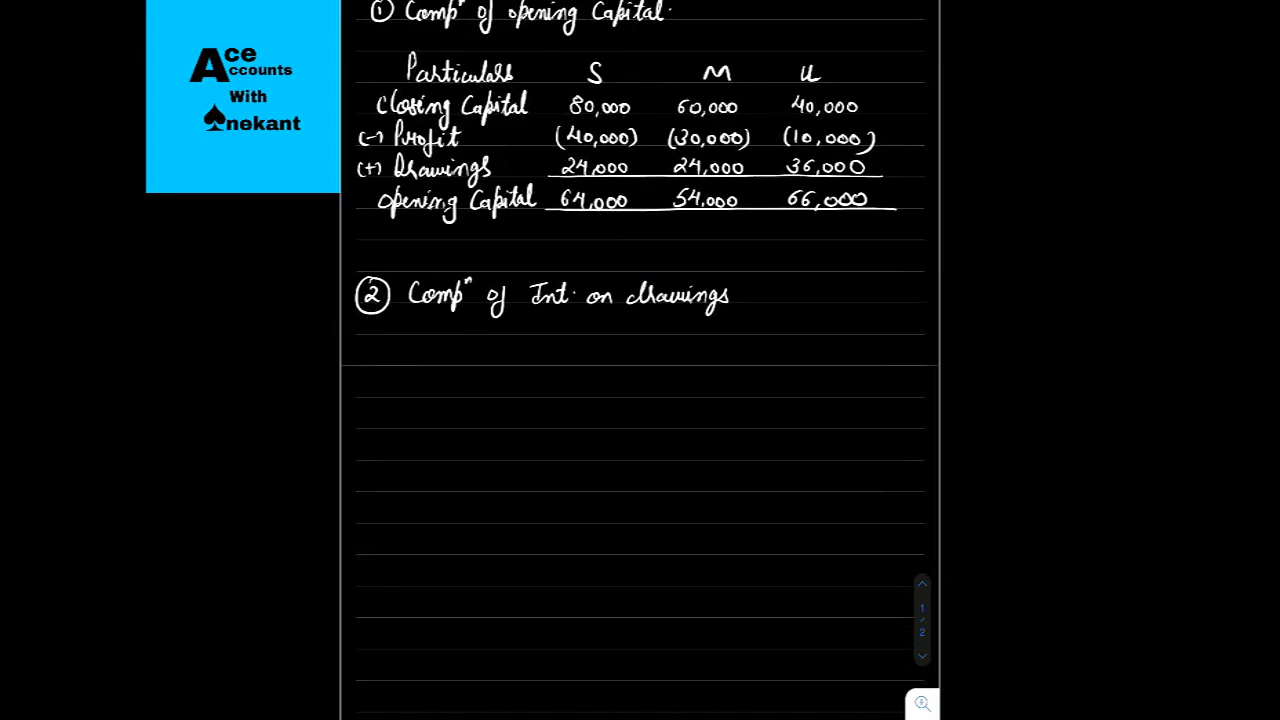 Ace
Accounts
With
Anekant
① Compⁿ of opening Capital.
Particulars S M U
Closing Capital 80,000 60,000 40,000
(-) Profit (40,000) (30,000) (10,000)
(+) Drawings 24,000 24,000 36,000
Opening Capital 64,000 54,000 66,000
② Compⁿ of Int. on drawings
1
/
2